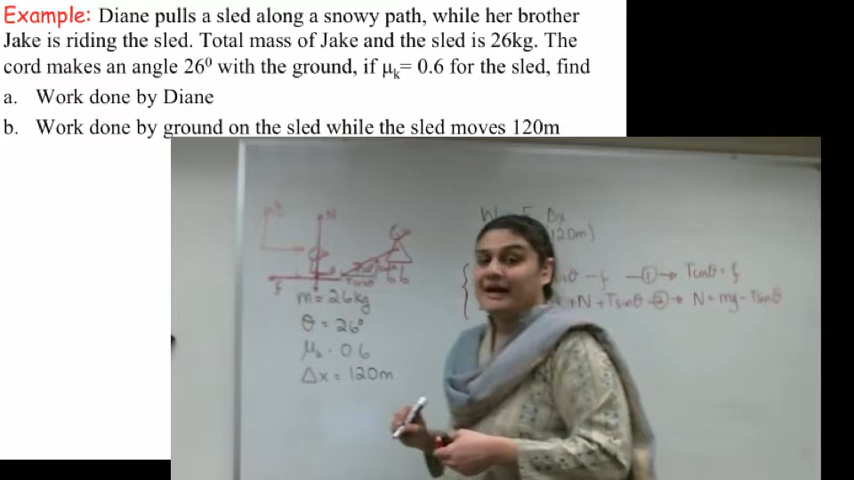 Example: Diane pulls a sled along a snowy path, while her brother
Jake is riding the sled. Total mass of Jake and the sled is 26kg. The
cord makes an angle 26⁰ with the ground, if μk= 0.6 for the sled, find
a. Work done by Diane
b. Work done by ground on the sled while the sled moves 120m
N
f
m = 26kg
θ = 26°
μk = 0.6
Δx = 120m
W Δx
120m)
θ - f —①→ Tcosθ = f
+N + Tsinθ —②→ N = mg - Tsinθ